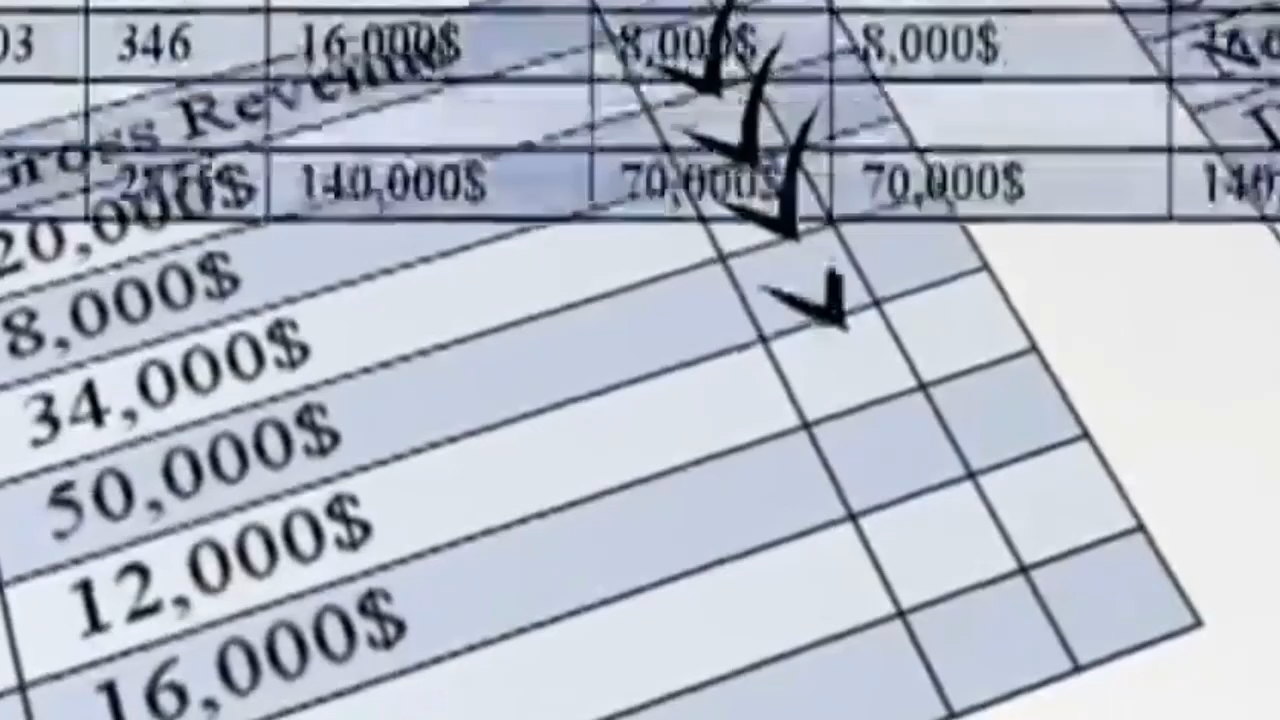 03 346 16,000$ 8,000$ 8,000$
140,000$ 70,000$ 70,000$
Gross Revenue
20,000$
8,000$
34,000$
50,000$
12,000$
16,000$